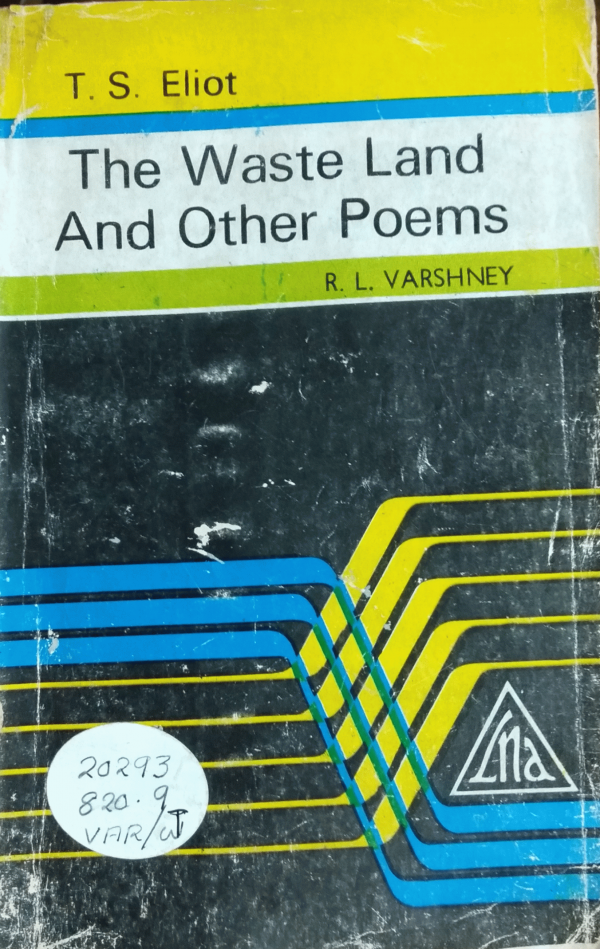 T. S. Eliot
The Waste Land
And Other Poems
R. L. VARSHNEY
Lna
20293
820.9
VAR/W